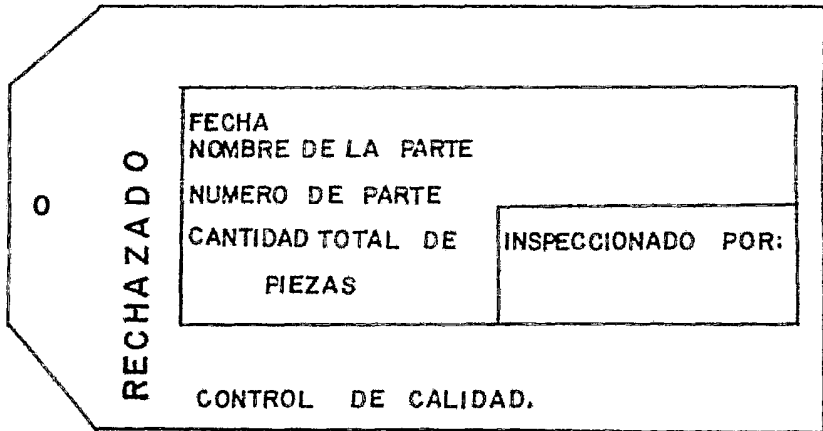 RECHAZADO
O
FECHA
NOMBRE DE LA PARTE
NUMERO DE PARTE
CANTIDAD TOTAL DE
PIEZAS
INSPECCIONADO POR:
CONTROL DE CALIDAD.